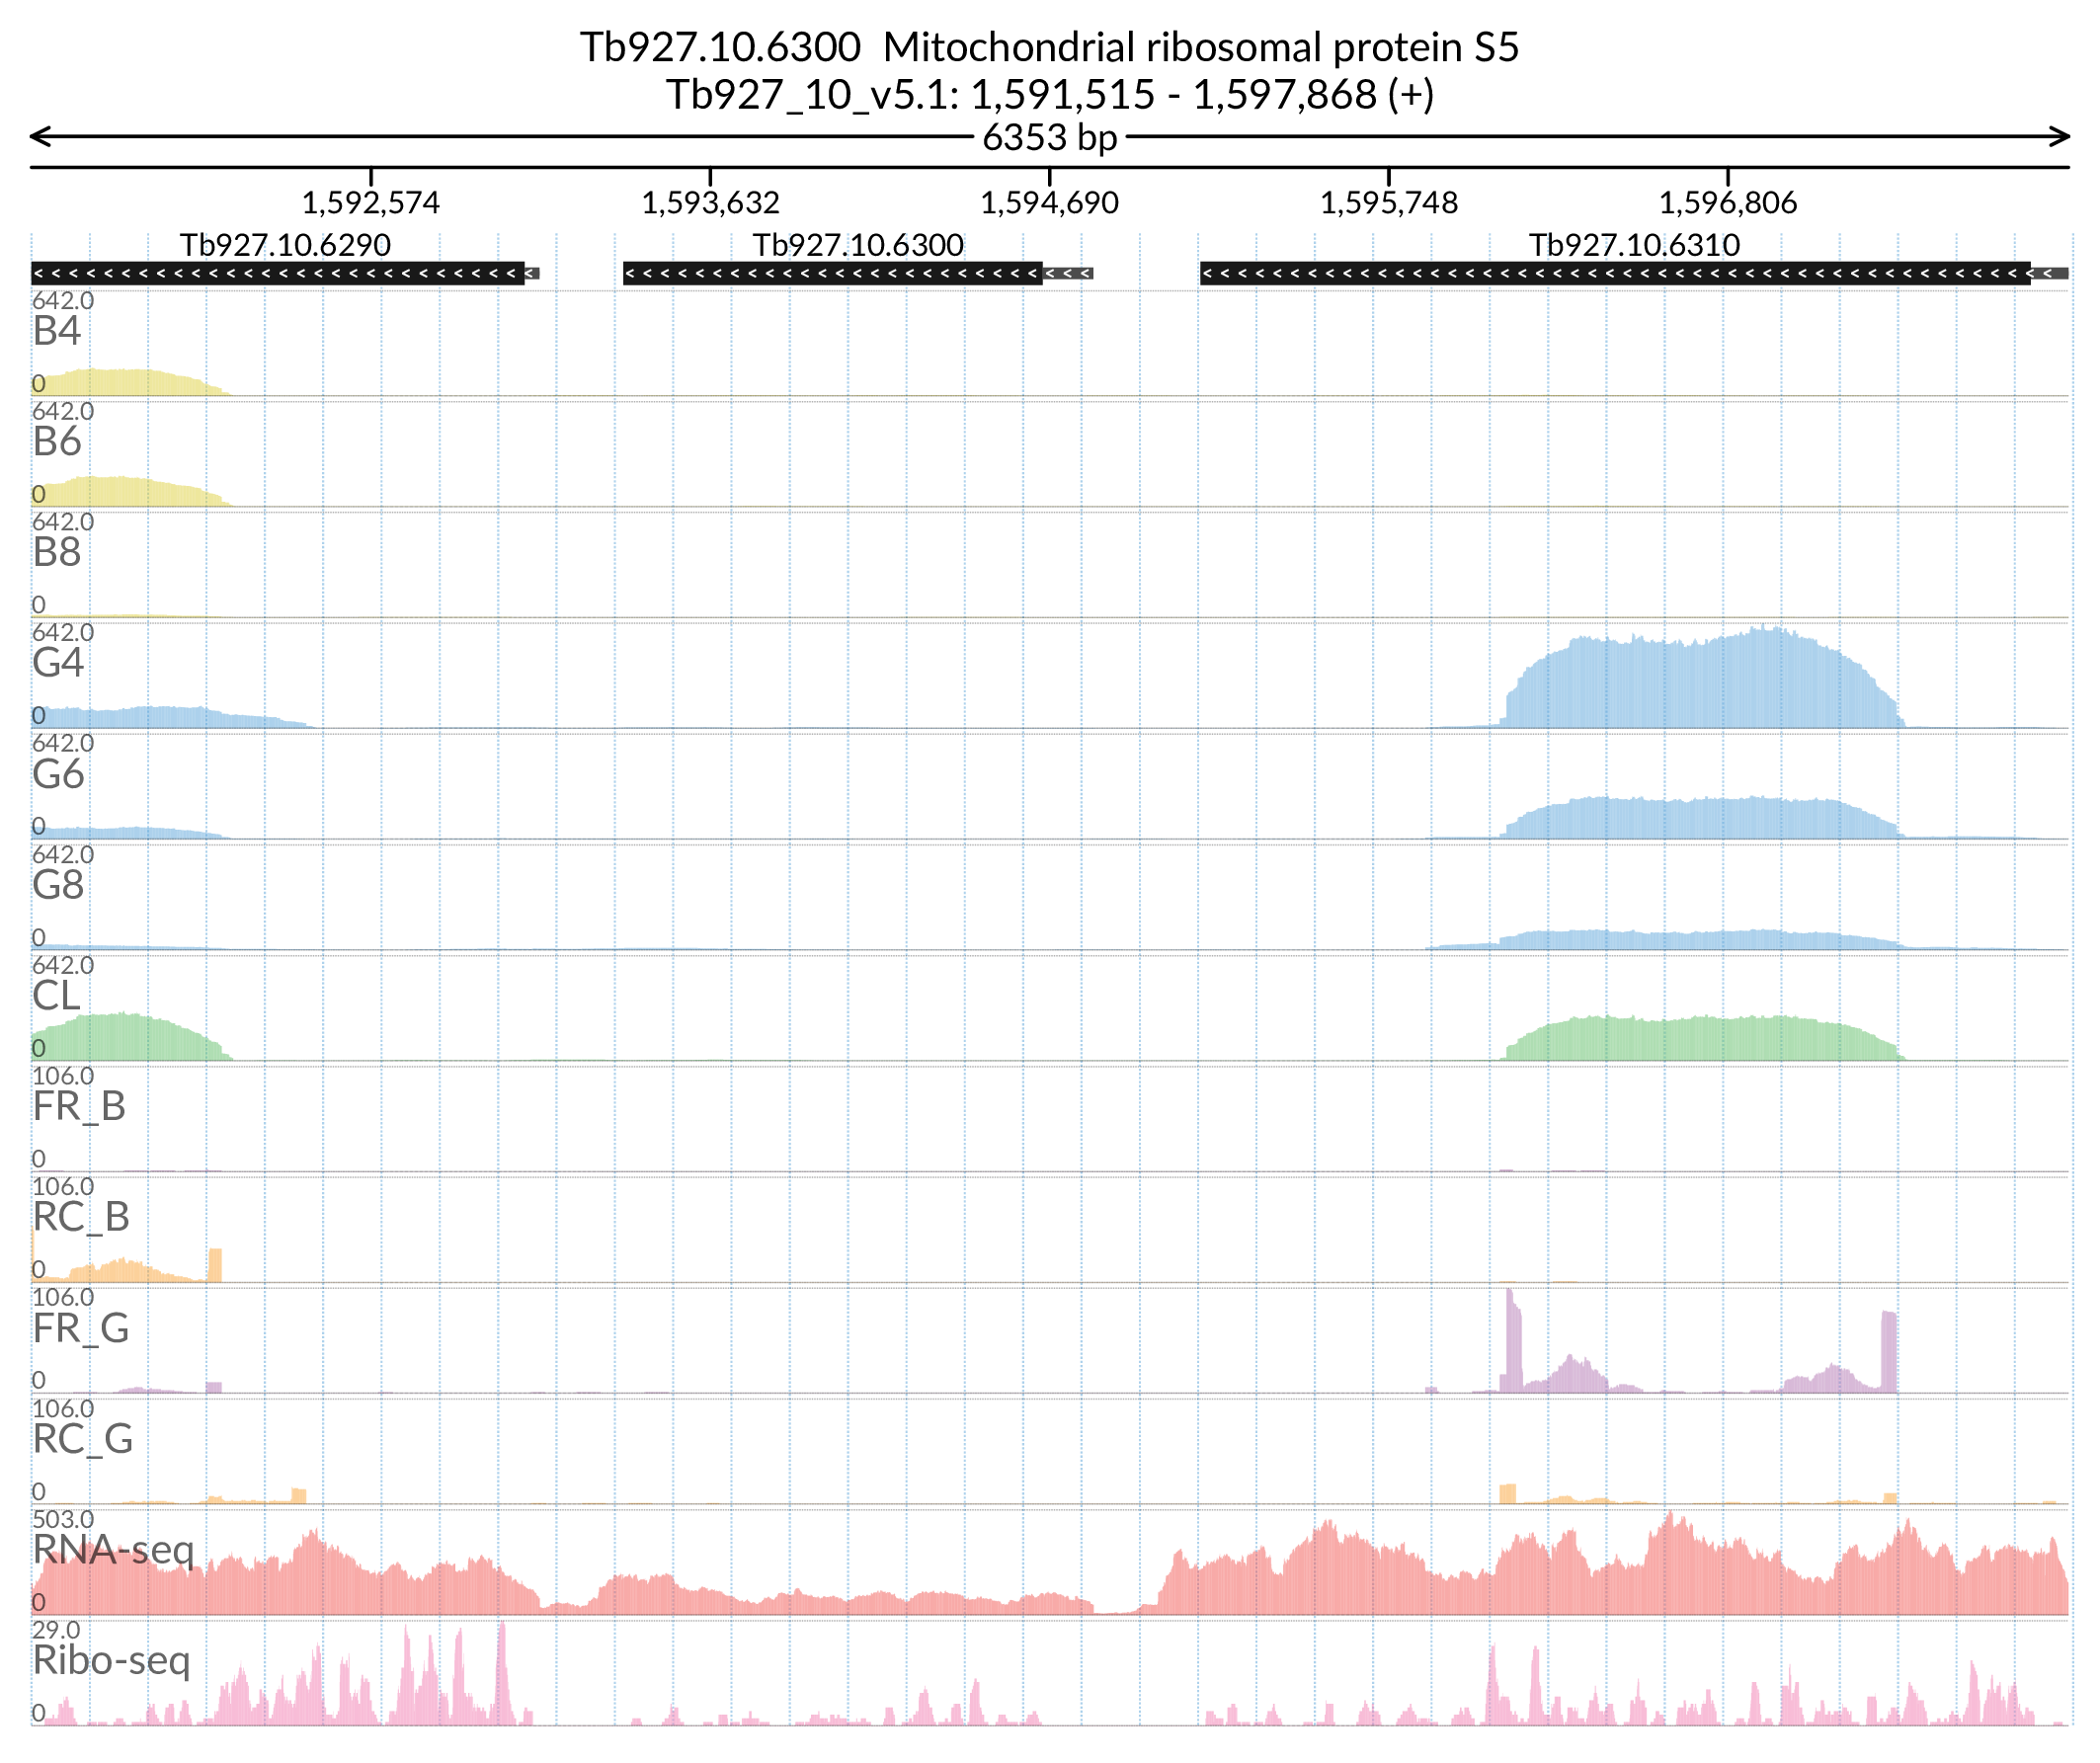 Tb927.10.6300  Mitochondrial ribosomal protein S5
Tb927_10_v5.1: 1,591,515 - 1,597,868 (+)
6353 bp
1,592,574 1,593,632 1,594,690 1,595,748 1,596,806
Tb927.10.6290 Tb927.10.6300 Tb927.10.6310
642.0
B4
0
642.0
B6
0
642.0
B8
0
642.0
G4
0
642.0
G6
0
642.0
G8
0
642.0
CL
0
106.0
FR_B
0
106.0
RC_B
0
106.0
FR_G
0
106.0
RC_G
0
503.0
RNA-seq
0
29.0
Ribo-seq
0